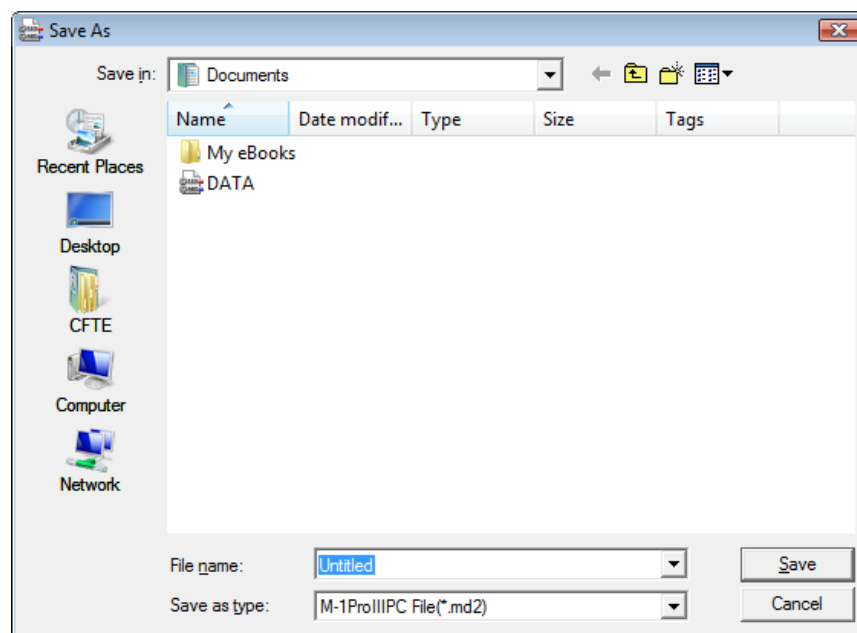 Save As
Save in: Documents
Name Date modif... Type Size Tags
My eBooks
DATA
Recent Places
Desktop
CFTE
Computer
Network
File name: Untitled Save
Save as type: M-1ProIIIPC File(*.md2) Cancel